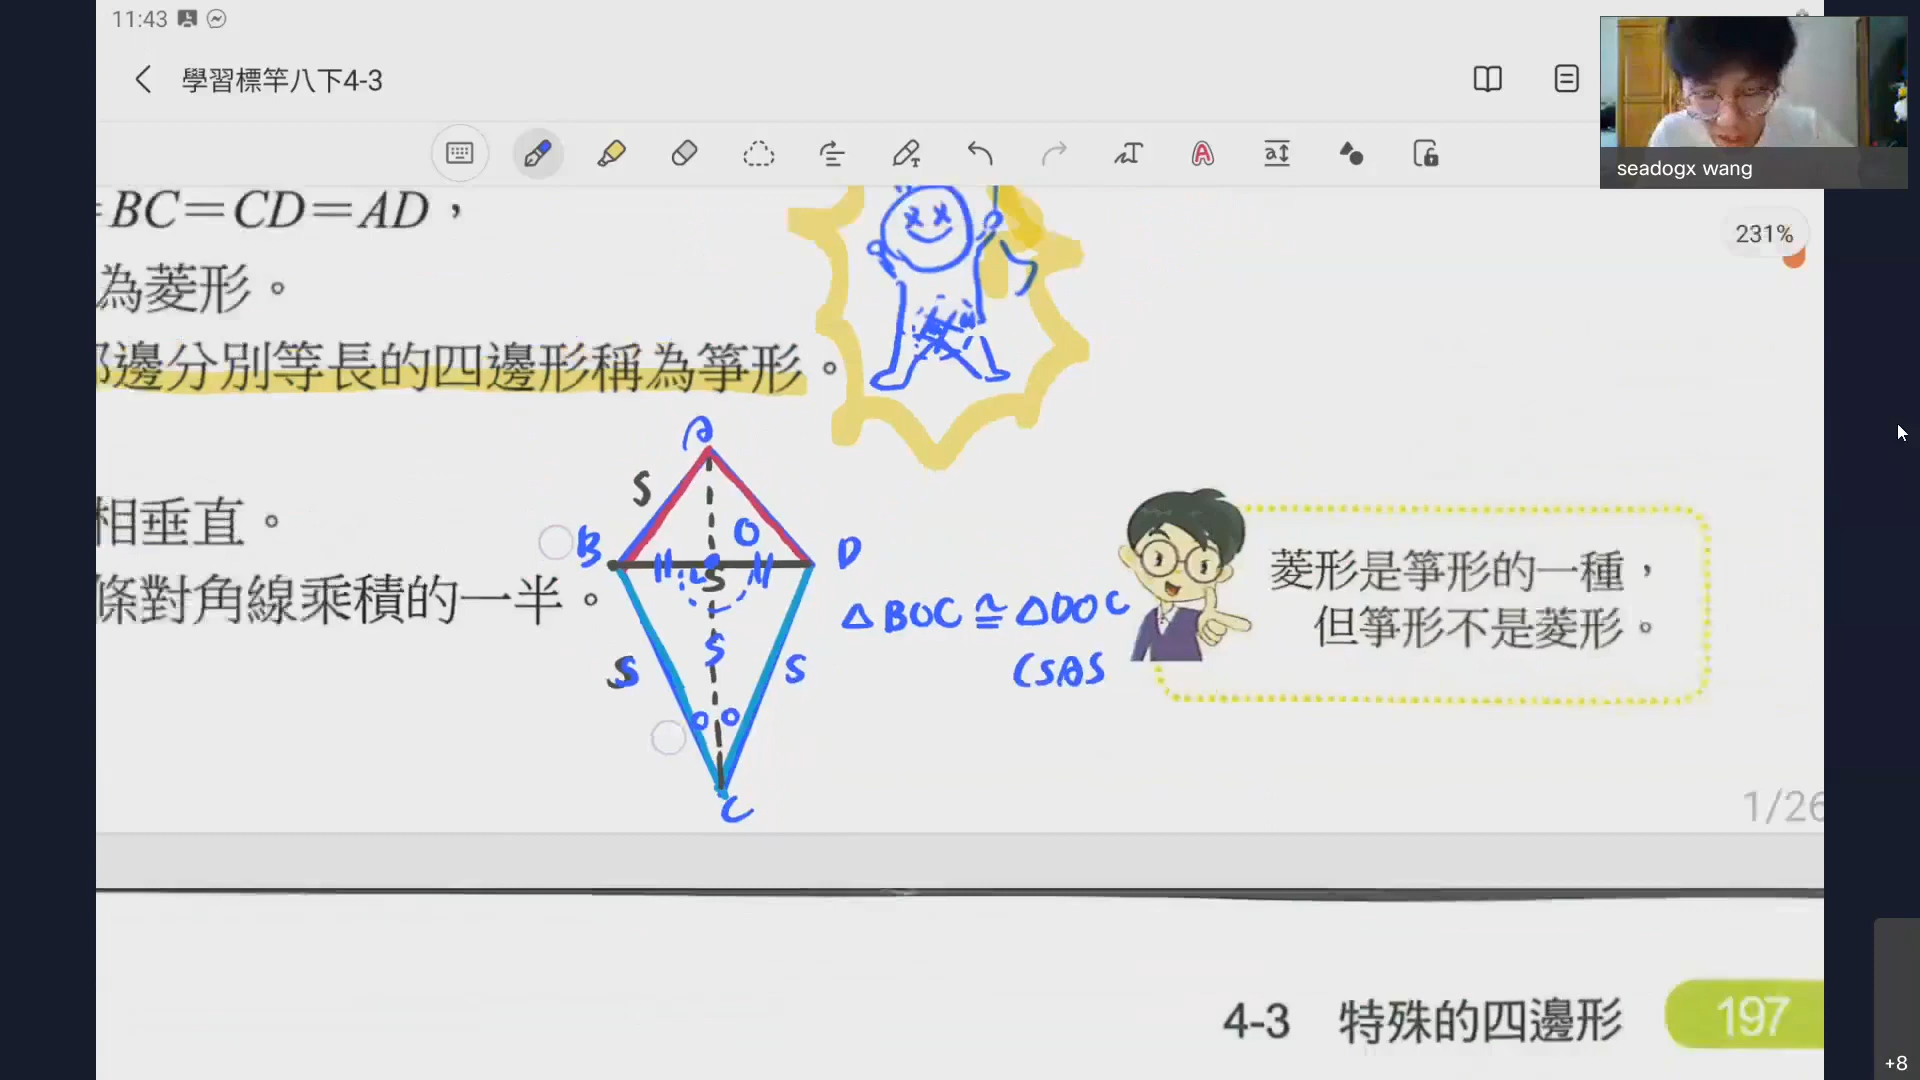 11:43
學習標竿八下4-3
seadogx wang
231%
BC=CD=AD，
為菱形。
邊分別等長的四邊形稱為箏形。
相垂直。
條對角線乘積的一半。
A
S
B
O
D
S
S
S
S
C
△BOC≅△DOC
(SAS
菱形是箏形的一種，
但箏形不是菱形。
1/26
4-3 特殊的四邊形
197
+8